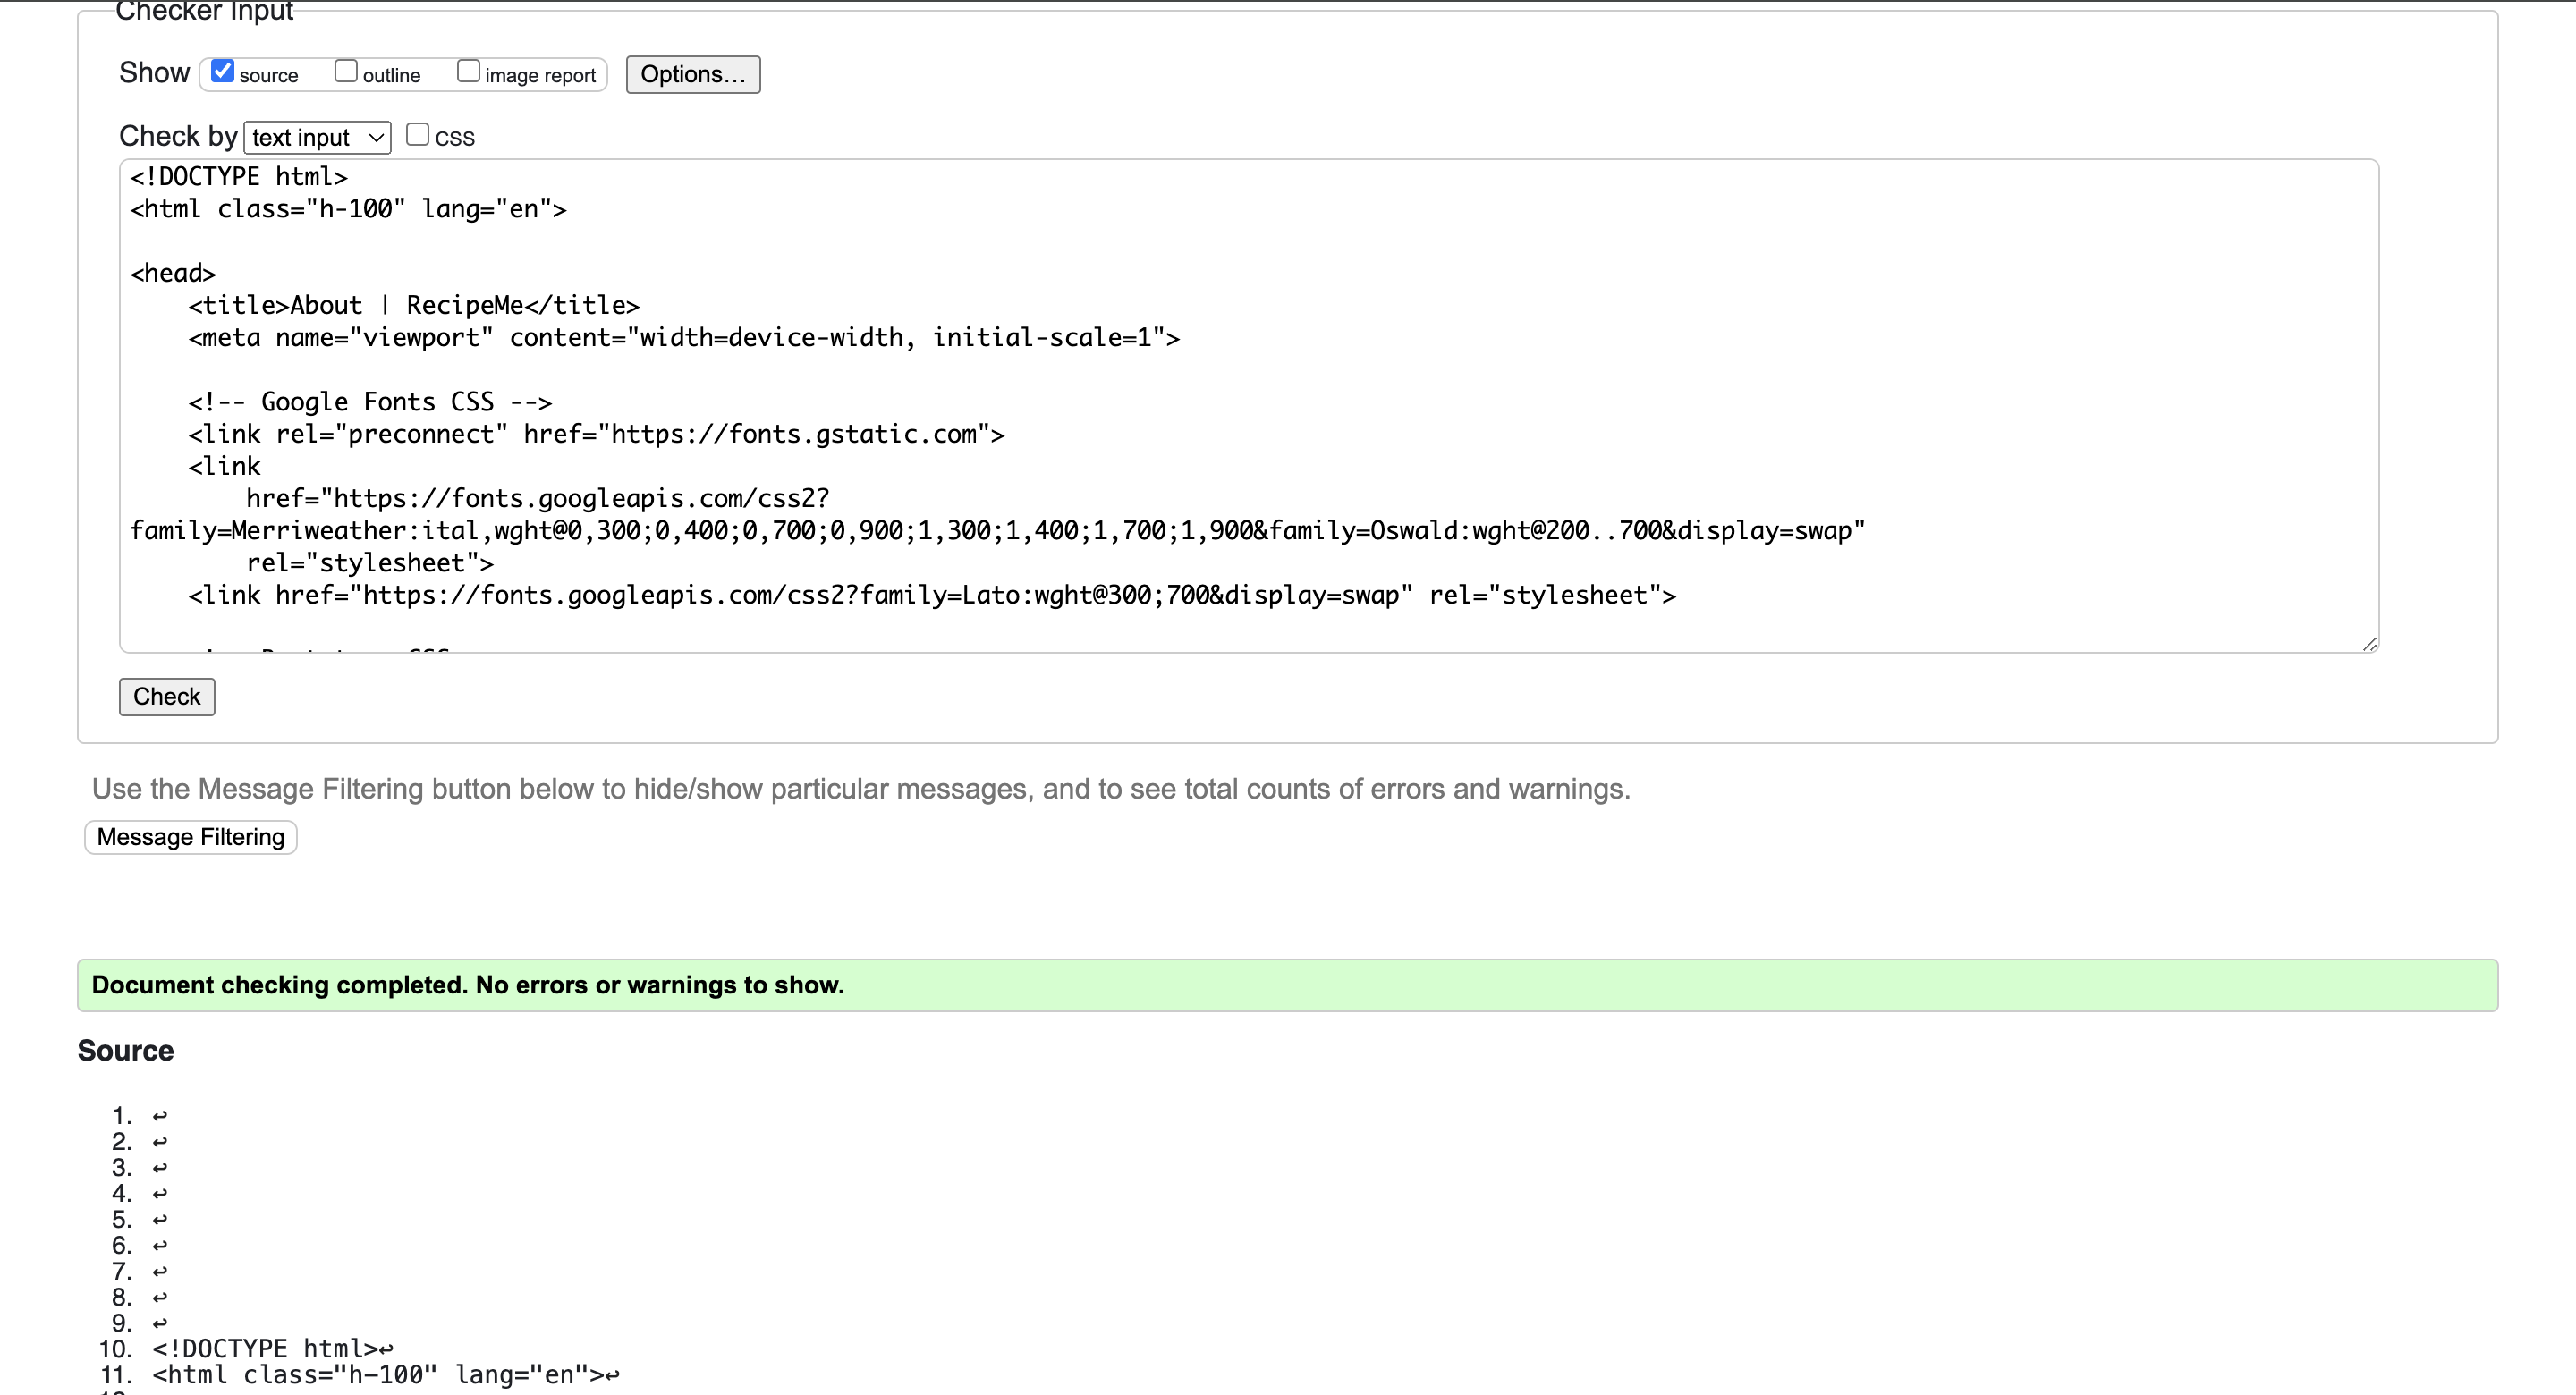 Checker Input
Show source outline image report Options...
Check by text input css
<!DOCTYPE html>
<html class="h-100" lang="en">
<head>
    <title>About | RecipeMe</title>
    <meta name="viewport" content="width=device-width, initial-scale=1">
    <!-- Google Fonts CSS -->
    <link rel="preconnect" href="https://fonts.gstatic.com">
    <link
        href="https://fonts.googleapis.com/css2?
family=Merriweather:ital,wght@0,300;0,400;0,700;0,900;1,300;1,400;1,700;1,900&family=Oswald:wght@200..700&display=swap"
        rel="stylesheet">
    <link href="https://fonts.googleapis.com/css2?family=Lato:wght@300;700&display=swap" rel="stylesheet">
Check
Use the Message Filtering button below to hide/show particular messages, and to see total counts of errors and warnings.
Message Filtering
Document checking completed. No errors or warnings to show.
Source
1. ↩
2. ↩
3. ↩
4. ↩
5. ↩
6. ↩
7. ↩
8. ↩
9. ↩
10. <!DOCTYPE html>↩
11. <html class="h-100" lang="en">↩